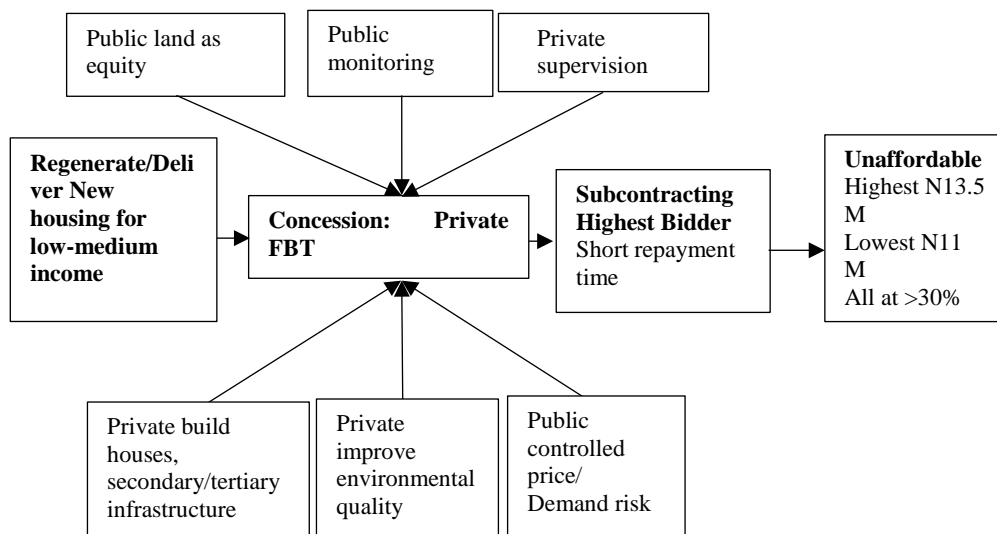 Public land as
equity
Public
monitoring
Private
supervision
Regenerate/Deli
ver New
housing for
low-medium
income
Concession: Private
FBT
Subcontracting
Highest Bidder
Short repayment
time
Unaffordable
Highest N13.5
M
Lowest N11
M
All at >30%
Private build
houses,
secondary/tertiary
infrastructure
Private
improve
environmental
quality
Public
controlled
price/
Demand risk